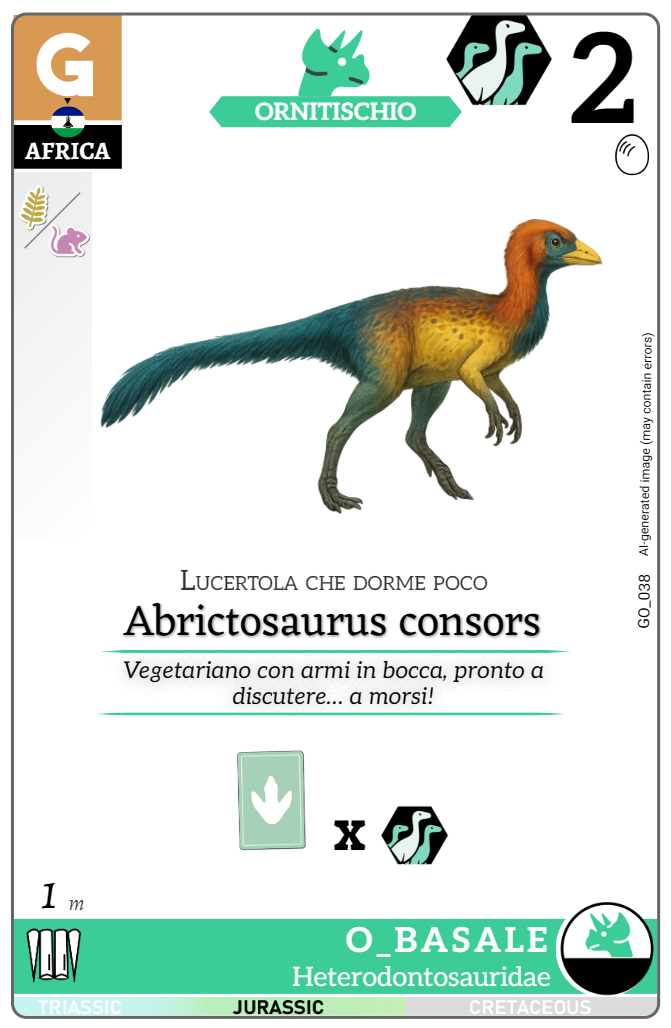 G
AFRICA
ORNITISCHIO
2
AI-generated image (may contain errors)
GO_038
Lucertola che dorme poco
Abrictosaurus consors
Vegetariano con armi in bocca, pronto a
discutere... a morsi!
x
1 m
O_BASALE
Heterodontosauridae
TRIASSIC JURASSIC CRETACEOUS